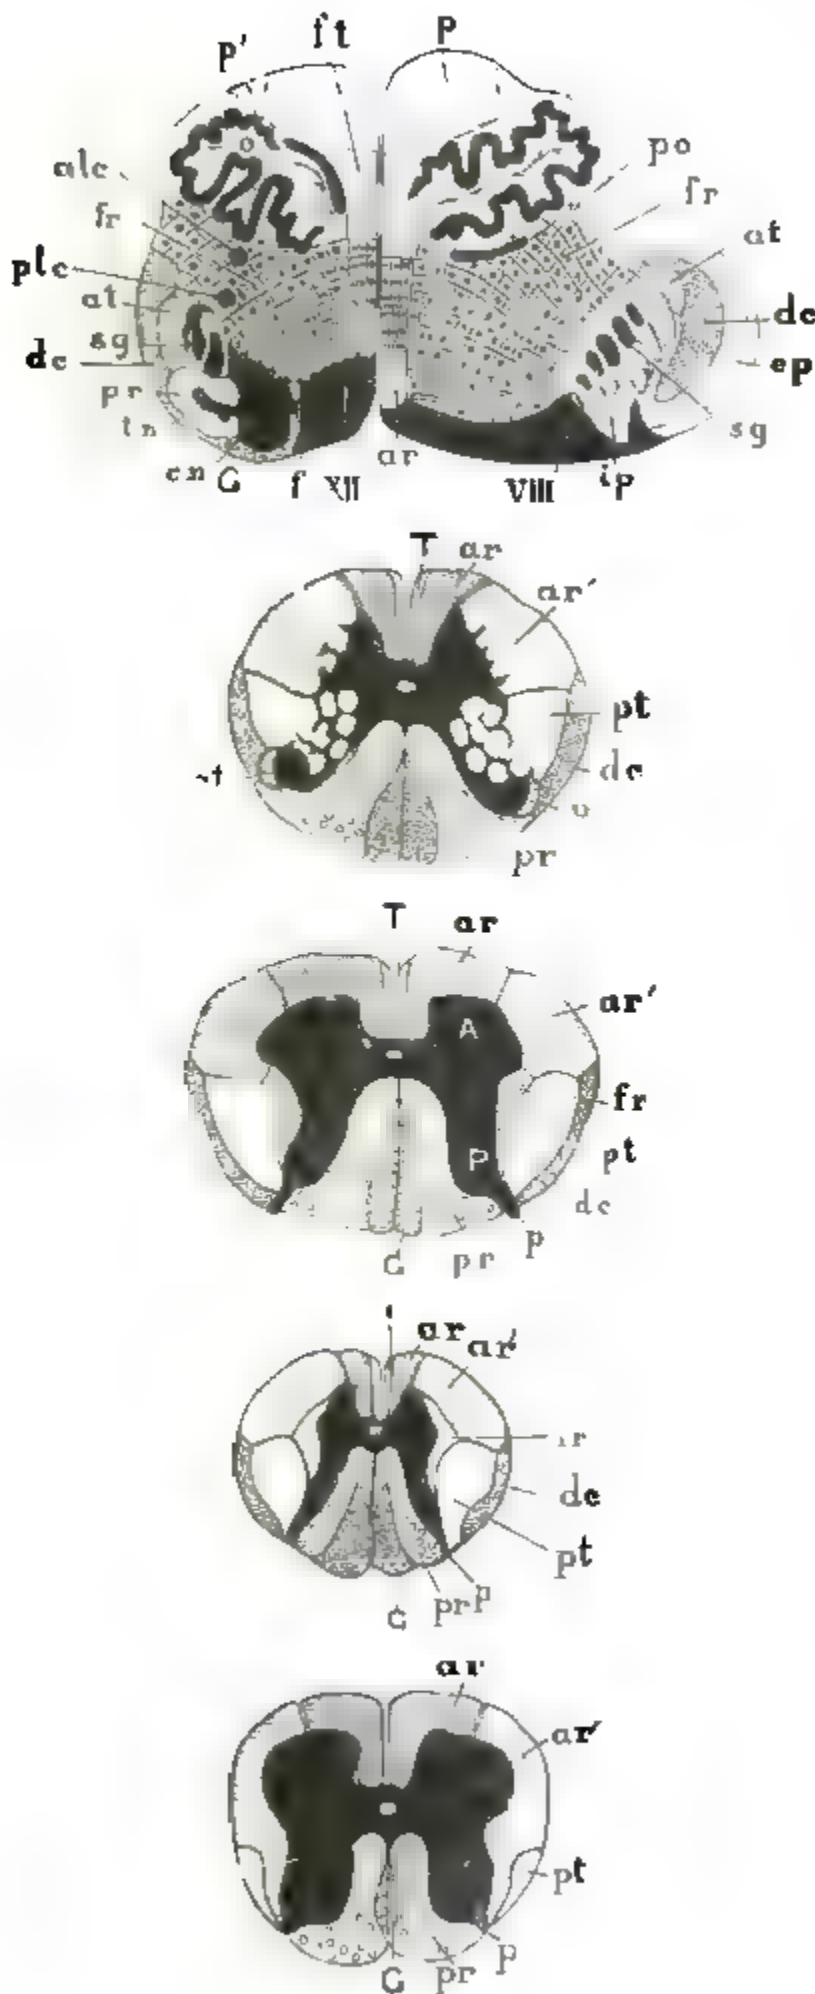 p' ft P
alc po
fr fr
plc at
at dc
sg ep
dc
pr sg
tn
en G f XII ar VIII ip
T ar
ar'
pt
dc
pr
T ar
A ar'
fr
P pt
dc
G pr p
ar ar'
dc
pt
G pr p
ar
ar'
pt
p
G pr